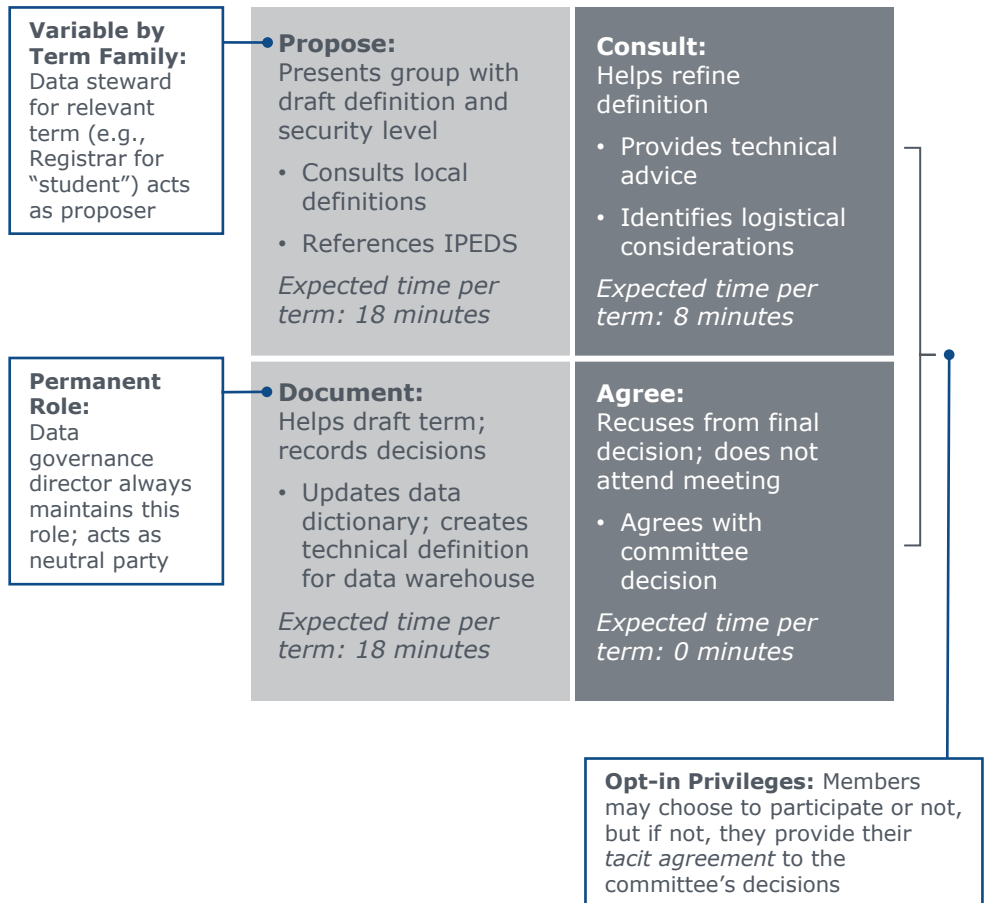 Variable by
Term Family:
Data steward
for relevant
term (e.g.,
Registrar for
“student”) acts
as proposer
Propose:
Presents group with
draft definition and
security level
• Consults local
definitions
• References IPEDS
Expected time per
term: 18 minutes
Consult:
Helps refine
definition
• Provides technical
advice
• Identifies logistical
considerations
Expected time per
term: 8 minutes
Permanent
Role:
Data
governance
director always
maintains this
role; acts as
neutral party
Document:
Helps draft term;
records decisions
• Updates data
dictionary; creates
technical definition
for data warehouse
Expected time per
term: 18 minutes
Agree:
Recuses from final
decision; does not
attend meeting
• Agrees with
committee
decision
Expected time per
term: 0 minutes
Opt-in Privileges: Members
may choose to participate or not,
but if not, they provide their
tacit agreement to the
committee’s decisions